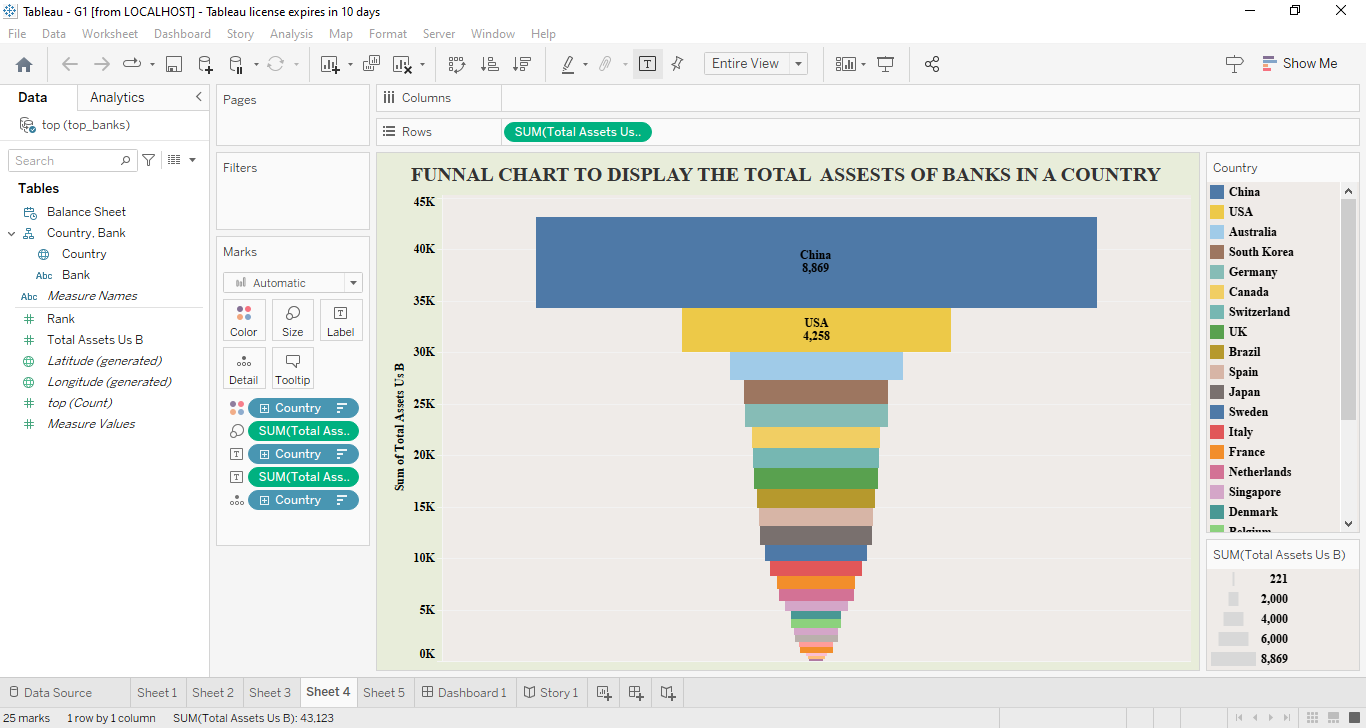 Tableau - G1 [from LOCALHOST] - Tableau license expires in 10 days
File Data Worksheet Dashboard Story Analysis Map Format Server Window Help
Entire View
Show Me
Data Analytics
top (top_banks)
Search
Tables
Balance Sheet
Country, Bank
Country
Abc Bank
Abc Measure Names
Rank
Total Assets Us B
Latitude (generated)
Longitude (generated)
top (Count)
Measure Values
Pages
Filters
Marks
Automatic
Color Size Label
Detail Tooltip
Country
SUM(Total Ass..
Country
SUM(Total Ass..
Country
Columns
Rows SUM(Total Assets Us..
FUNNAL CHART TO DISPLAY THE TOTAL ASSESTS OF BANKS IN A COUNTRY
45K
40K
35K
30K
25K
20K
15K
10K
5K
0K
Sum of Total Assets Us B
China
8,869
USA
4,258
Country
China
USA
Australia
South Korea
Germany
Canada
Switzerland
UK
Brazil
Spain
Japan
Sweden
Italy
France
Netherlands
Singapore
Denmark
Belgium
SUM(Total Assets Us B)
221
2,000
4,000
6,000
8,869
Data Source Sheet 1 Sheet 2 Sheet 3 Sheet 4 Sheet 5 Dashboard 1 Story 1
25 marks 1 row by 1 column SUM(Total Assets Us B): 43,123